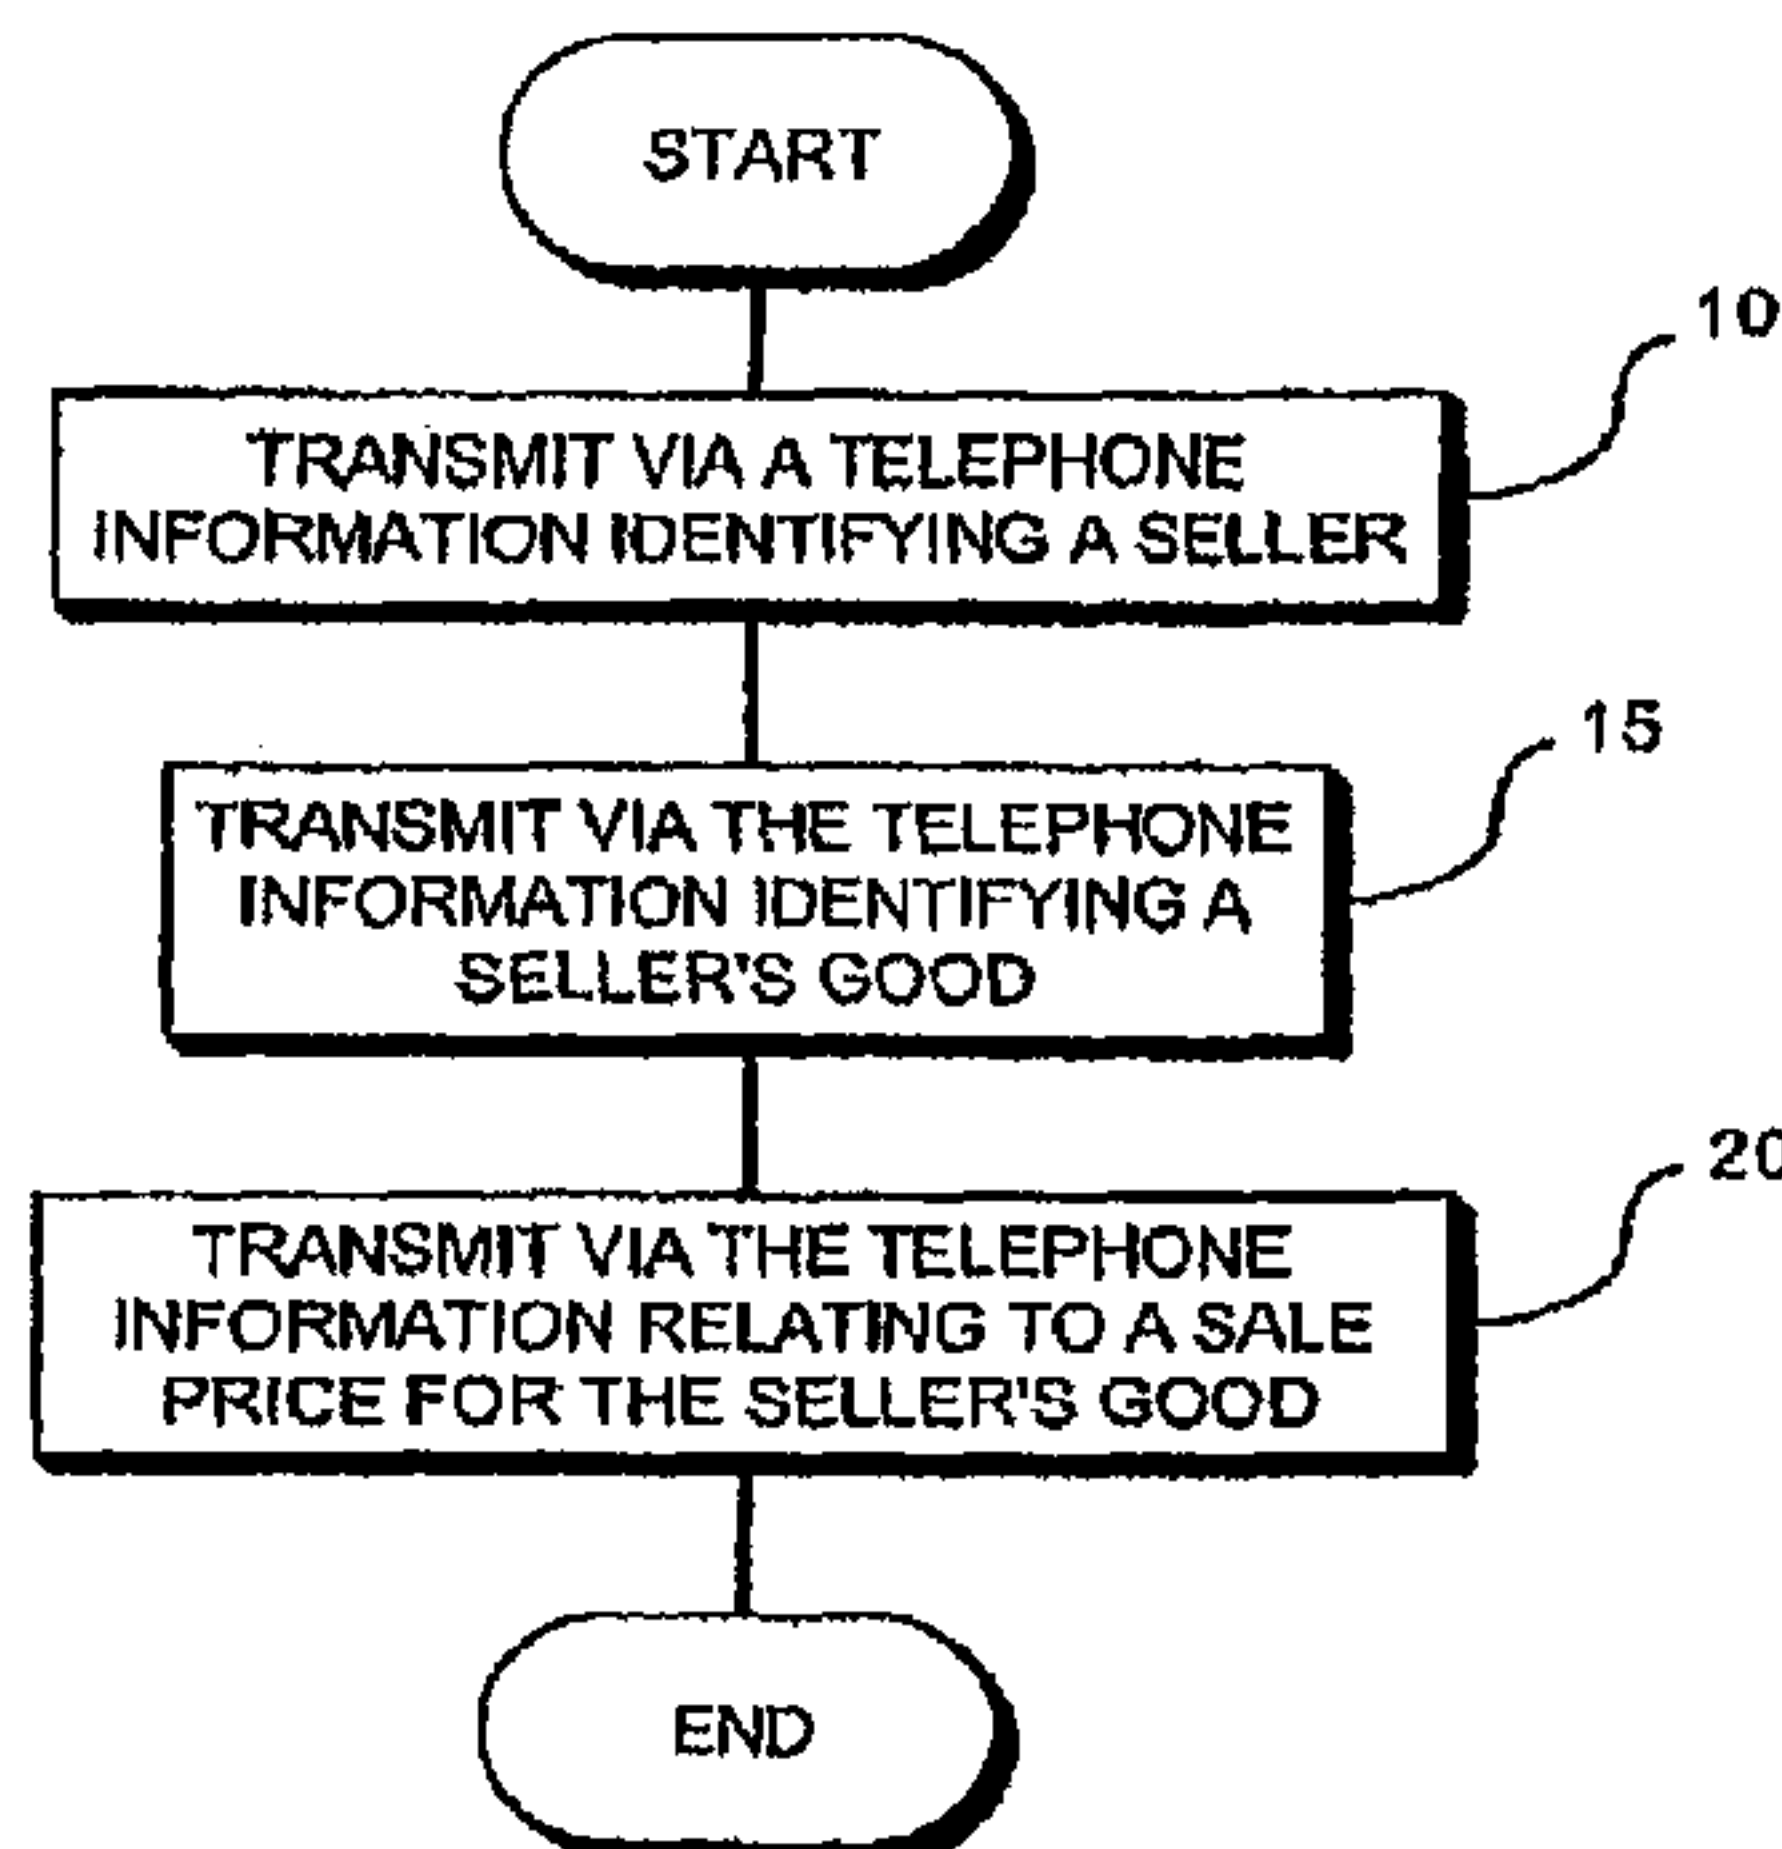 START
10
TRANSMIT VIA A TELEPHONE
INFORMATION IDENTIFYING A SELLER
15
TRANSMIT VIA THE TELEPHONE
INFORMATION IDENTIFYING A
SELLER'S GOOD
20
TRANSMIT VIA THE TELEPHONE
INFORMATION RELATING TO A SALE
PRICE FOR THE SELLER'S GOOD
END